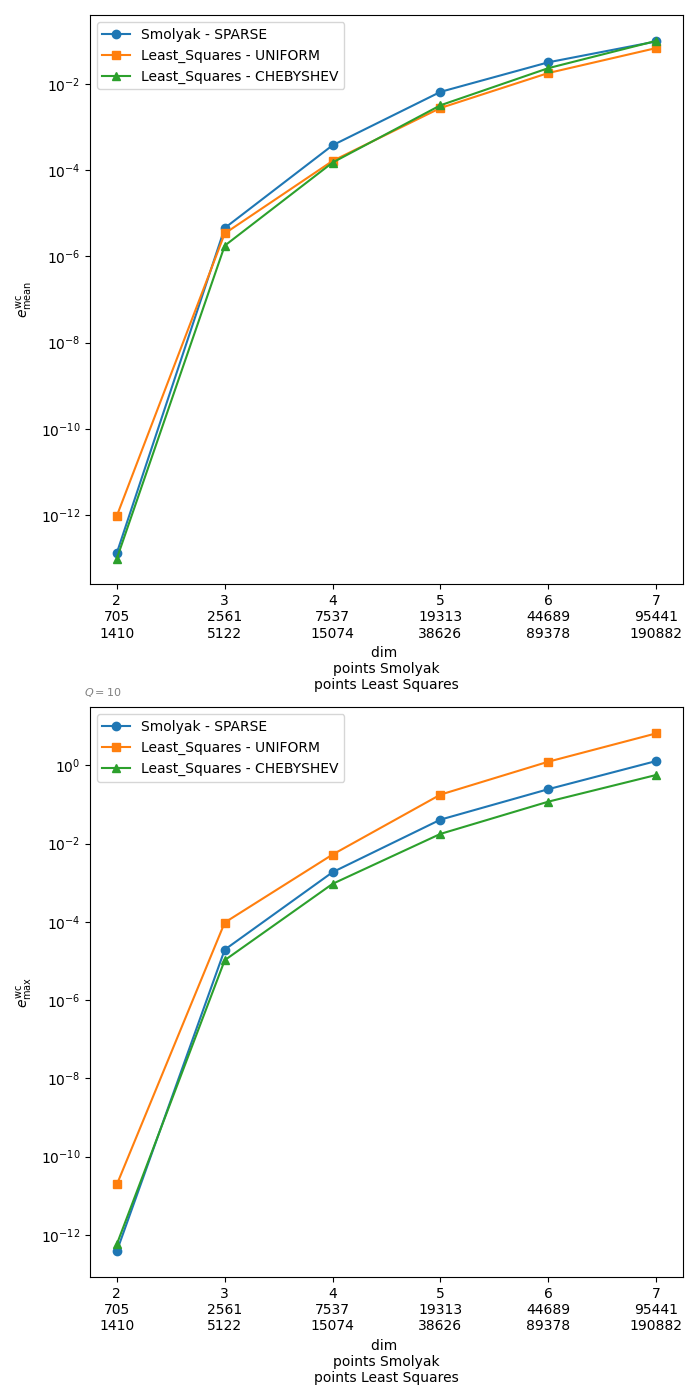 Smolyak - SPARSE
Least_Squares - UNIFORM
Least_Squares - CHEBYSHEV
10⁻²
10⁻⁴
10⁻⁶
10⁻⁸
10⁻¹⁰
10⁻¹²
e^wc_mean
2 3 4 5 6 7
705 2561 7537 19313 44689 95441
1410 5122 15074 38626 89378 190882
dim
points Smolyak
points Least Squares
Q = 10
Smolyak - SPARSE
Least_Squares - UNIFORM
Least_Squares - CHEBYSHEV
10⁰
10⁻²
10⁻⁴
10⁻⁶
10⁻⁸
10⁻¹⁰
10⁻¹²
e^wc_max
2 3 4 5 6 7
705 2561 7537 19313 44689 95441
1410 5122 15074 38626 89378 190882
dim
points Smolyak
points Least Squares